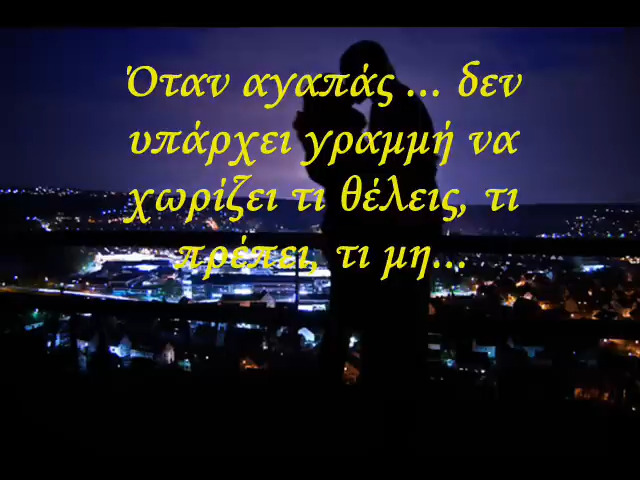 Όταν αγαπάς ... δεν
υπάρχει γραμμή να
χωρίζει τι θέλεις, τι
πρέπει, τι μη...